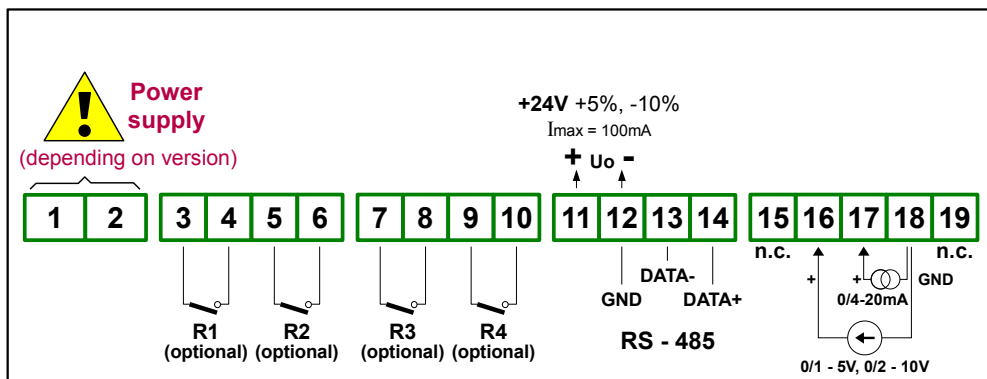 !
Power
supply
(depending on version)
+24V +5%, -10%
Imax = 100mA
+ Uo -
1 2 3 4 5 6 7 8 9 10 11 12 13 14 15 16 17 18 19
n.c. n.c.
+ + GND
0/4-20mA
DATA-
GND DATA+
R1 R2 R3 R4
(optional) (optional) (optional) (optional)
RS - 485
0/1 - 5V, 0/2 - 10V